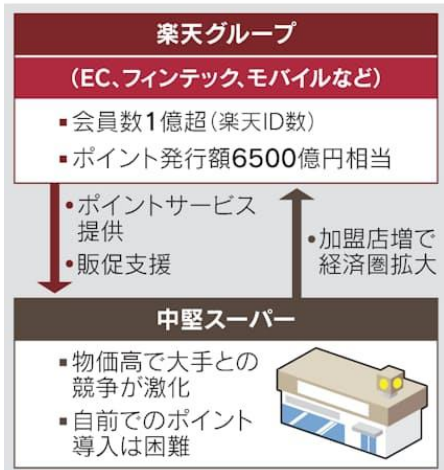 楽天グループ
(EC、フィンテック、モバイルなど)
▪会員数1億超(楽天ID数)
▪ポイント発行額6500億円相当
•ポイントサービス
提供
•販促支援
•加盟店増で
経済圏拡大
中堅スーパー
▪物価高で大手との
競争が激化
▪自前でのポイント
導入は困難